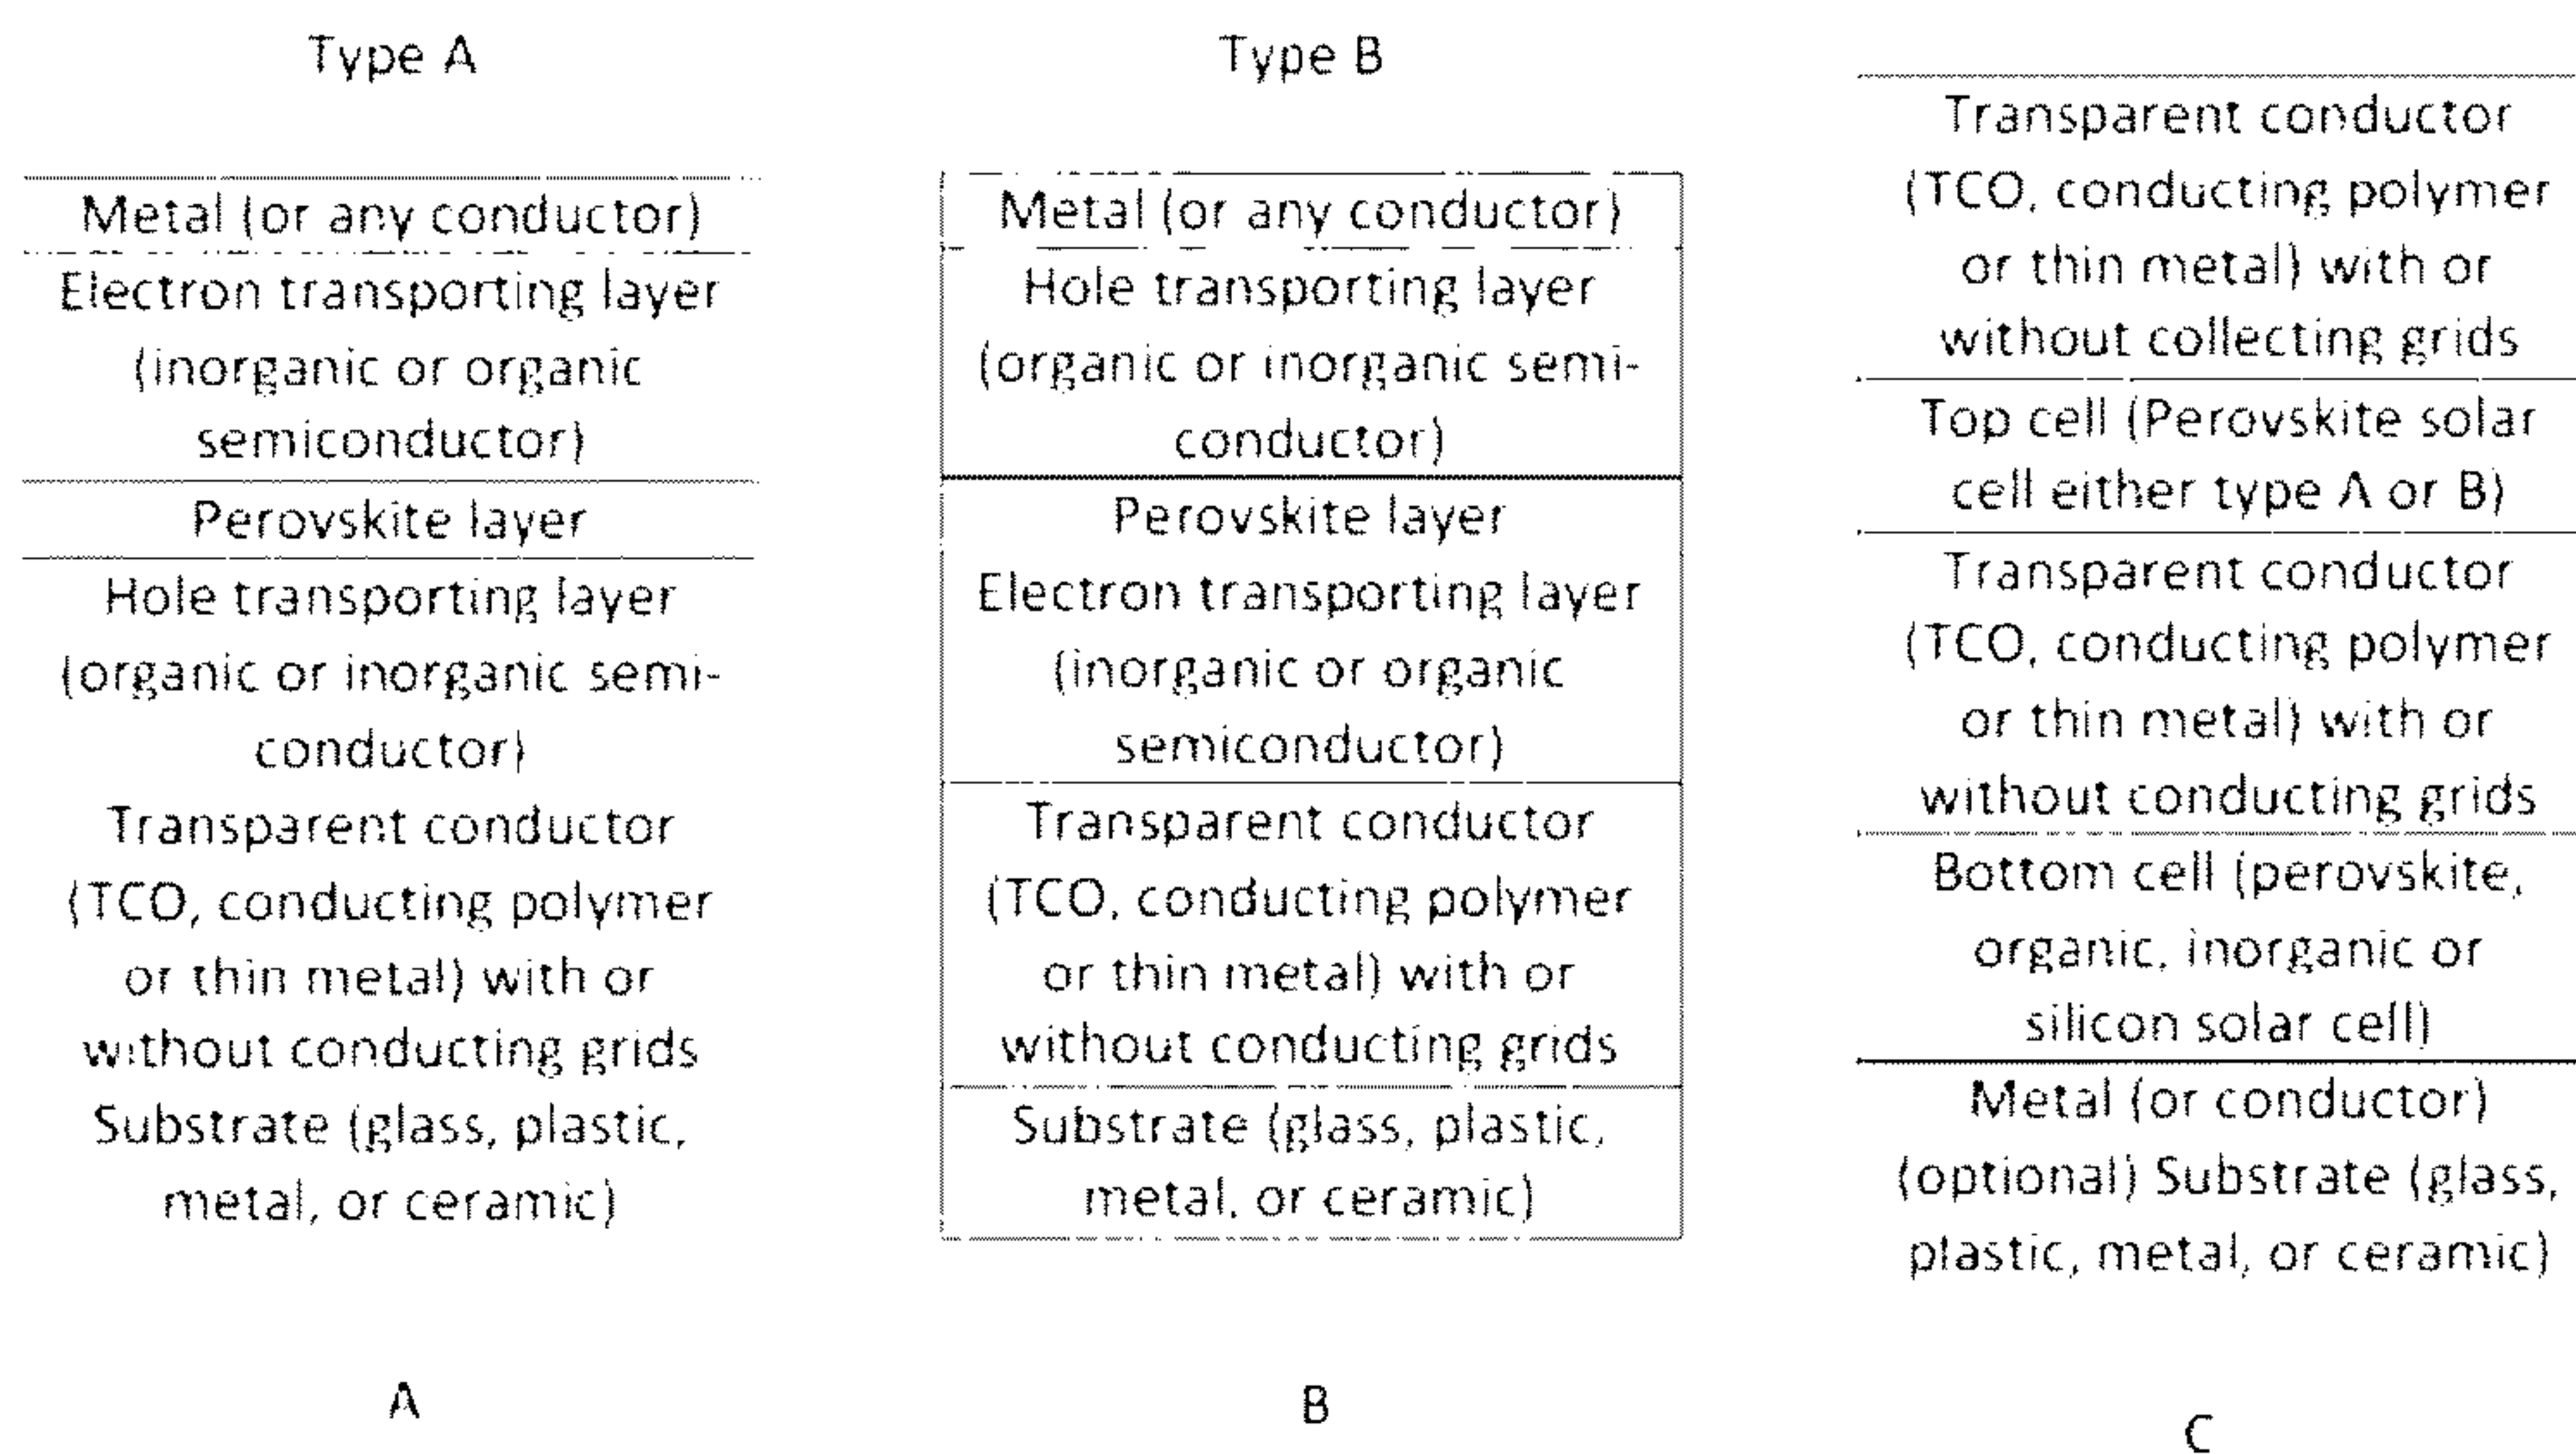 Type A
Metal (or any conductor)
Electron transporting layer
(inorganic or organic
semiconductor)
Perovskite layer
Hole transporting layer
(organic or inorganic semi-
conductor)
Transparent conductor
(TCO, conducting polymer
or thin metal) with or
without conducting grids
Substrate (glass, plastic,
metal, or ceramic)
A
Type B
Metal (or any conductor)
Hole transporting layer
(organic or inorganic semi-
conductor)
Perovskite layer
Electron transporting layer
(inorganic or organic
semiconductor)
Transparent conductor
(TCO, conducting polymer
or thin metal) with or
without conducting grids
Substrate (glass, plastic,
metal, or ceramic)
B
Transparent conductor
(TCO, conducting polymer
or thin metal) with or
without collecting grids
Top cell (Perovskite solar
cell either type A or B)
Transparent conductor
(TCO, conducting polymer
or thin metal) with or
without conducting grids
Bottom cell (perovskite,
organic, inorganic or
silicon solar cell)
Metal (or conductor)
(optional) Substrate (glass,
plastic, metal, or ceramic)
C